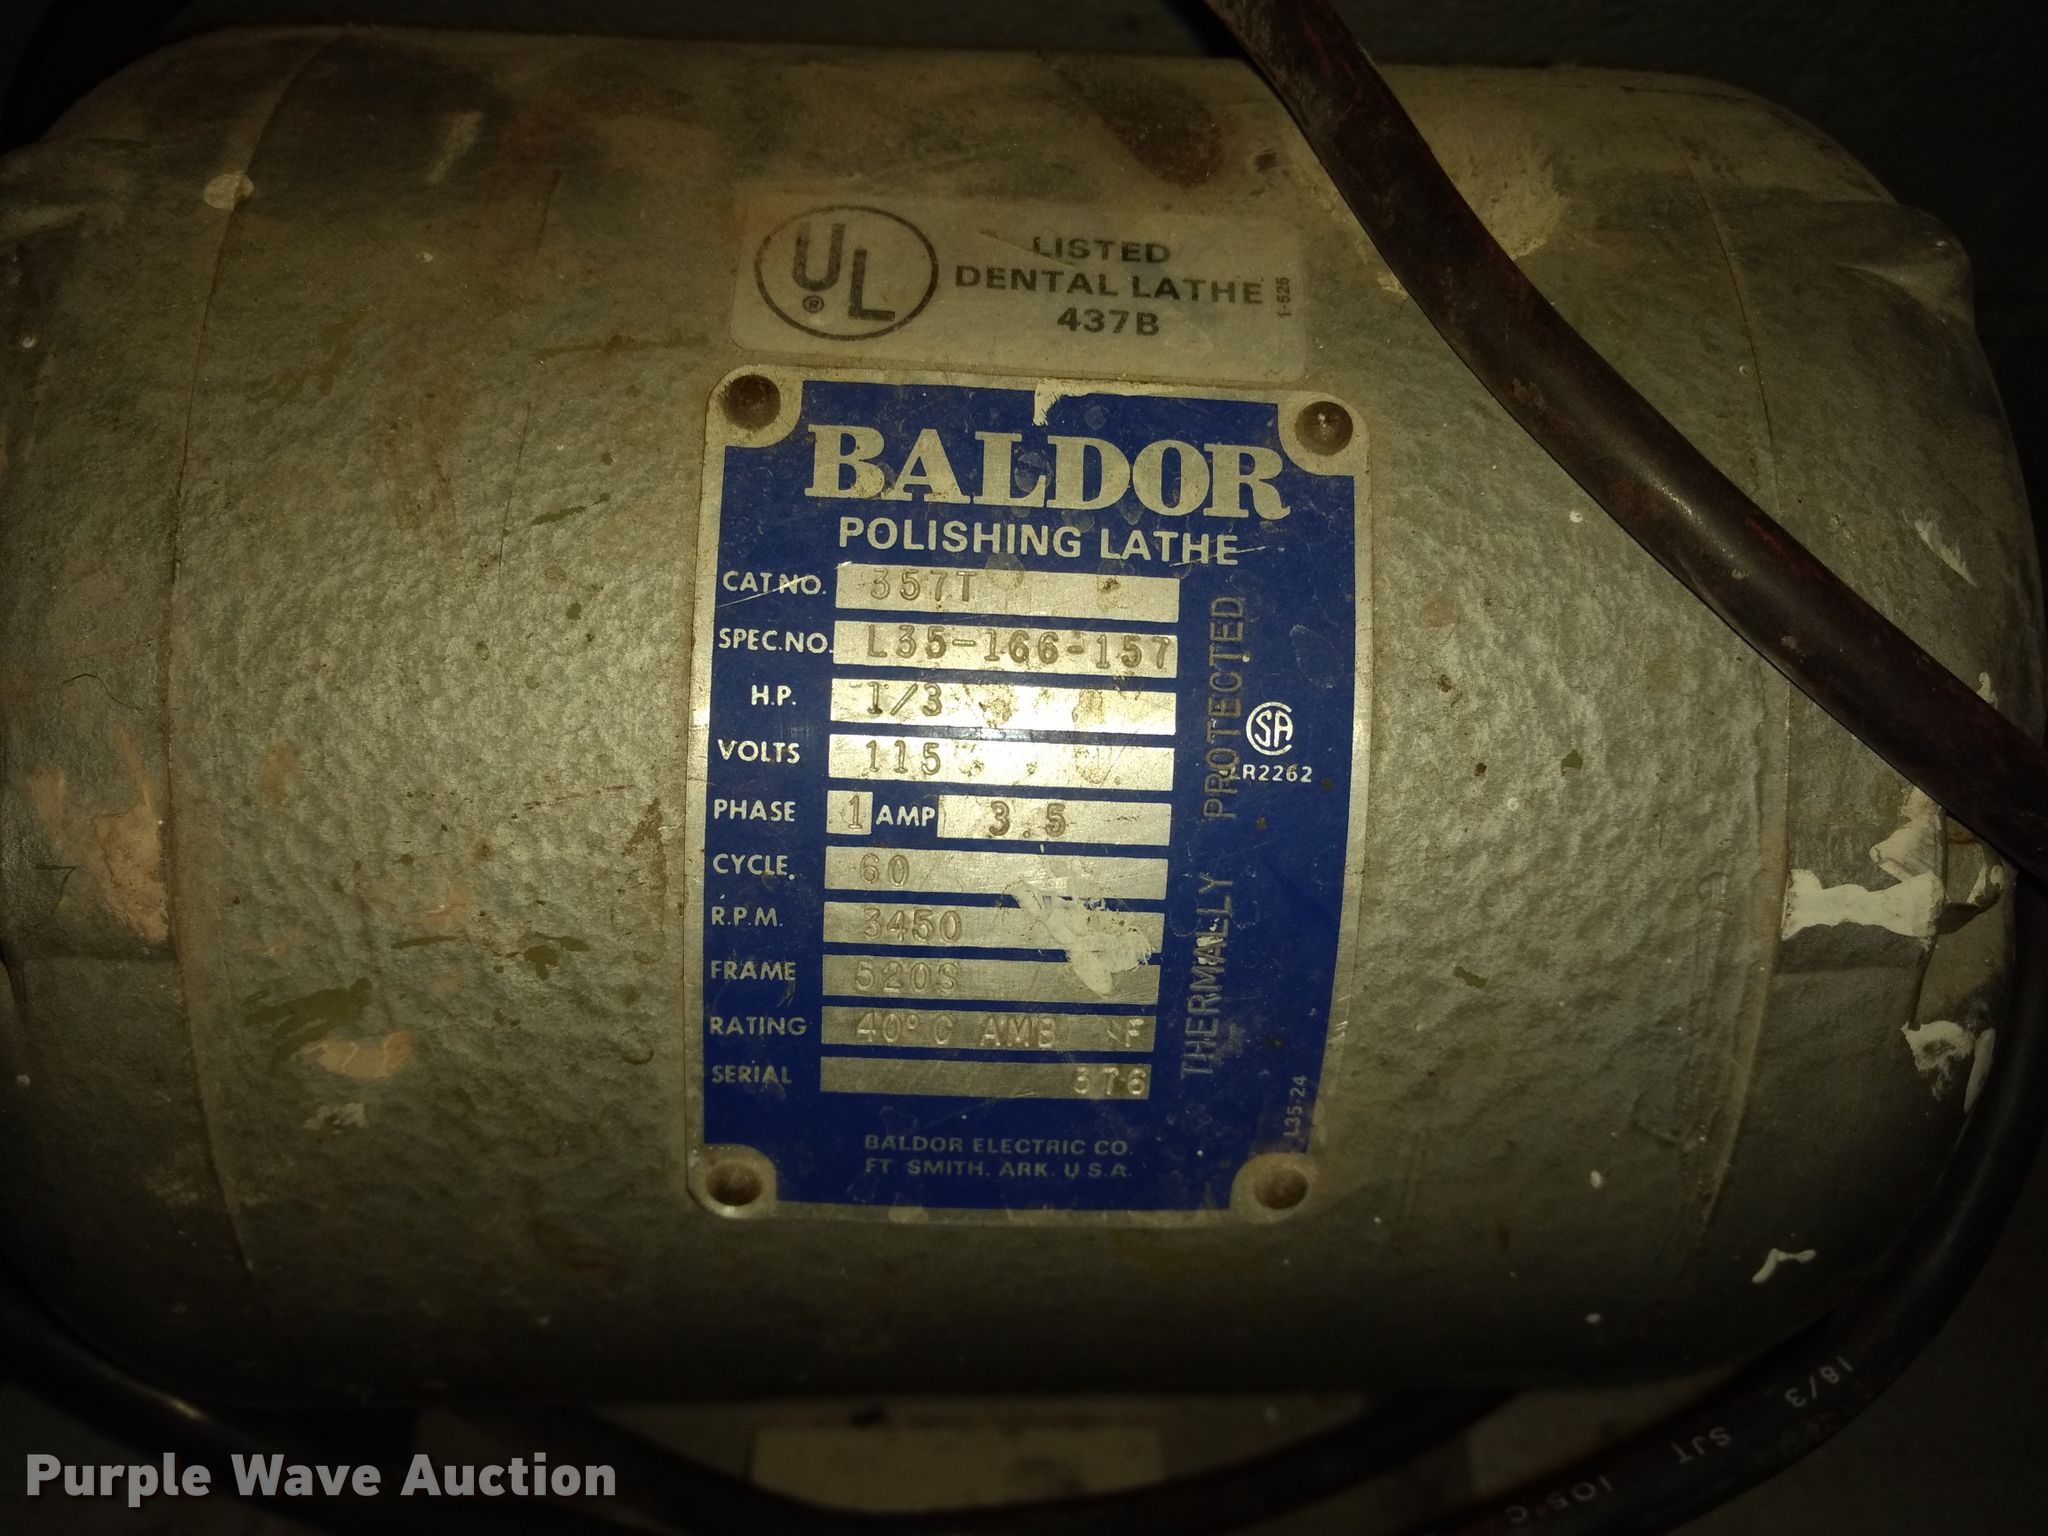 UL ®
LISTED
DENTAL LATHE
437B
1-525
BALDOR
POLISHING LATHE
CAT NO. 357T
SPEC. NO. L35-166-157
H.P. 1/3
VOLTS 115
PHASE 1 AMP 3.5
CYCLE. 60
R.P.M. 3450
FRAME 520S
RATING 40°C AMB
SERIAL 376
THERMALLY PROTECTED
SA
LR2262
L35-24
BALDOR ELECTRIC CO.
FT. SMITH, ARK. U.S.A.
18/3 SJT 105°C
Purple Wave Auction